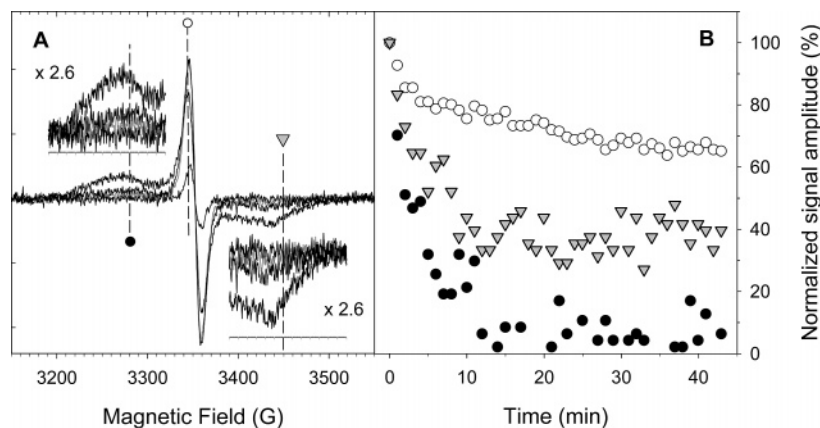 A
x 2.6
x 2.6
3200
3300
3400
3500
Magnetic Field (G)
B
100
80
60
40
20
0
0
10
20
30
40
Time (min)
Normalized signal amplitude (%)